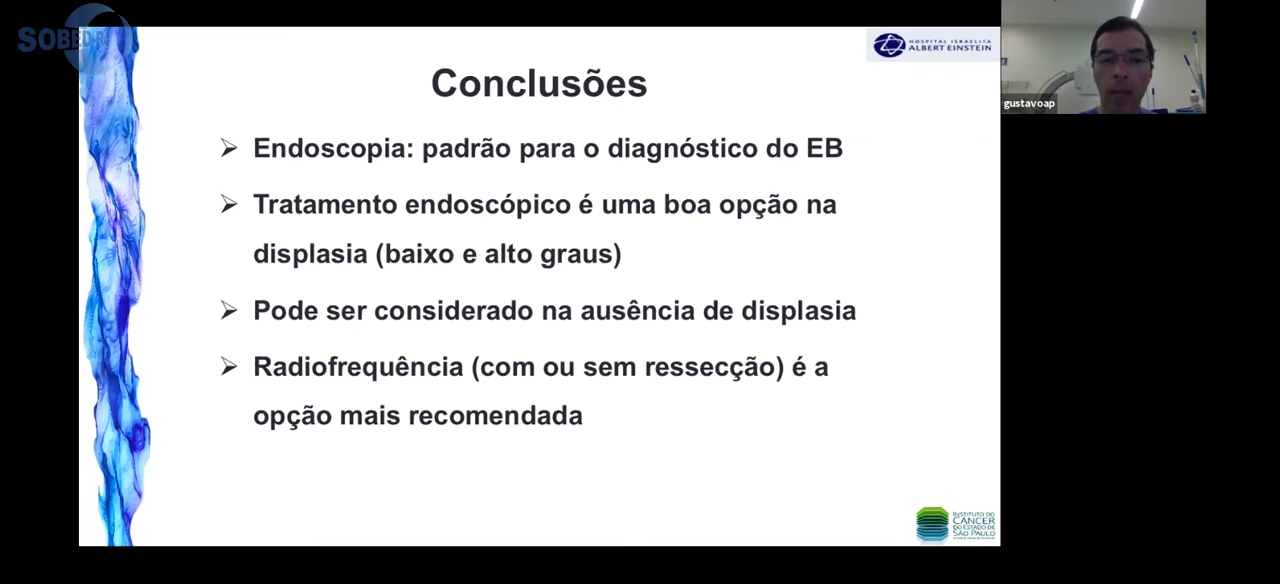 SOBED RJ
HOSPITAL ISRAELITA
ALBERT EINSTEIN
gustavoap
Conclusões
Endoscopia: padrão para o diagnóstico do EB
Tratamento endoscópico é uma boa opção na
displasia (baixo e alto graus)
Pode ser considerado na ausência de displasia
Radiofrequência (com ou sem ressecção) é a
opção mais recomendada
INSTITUTO DO
CÂNCER
DO ESTADO DE
SÃO PAULO